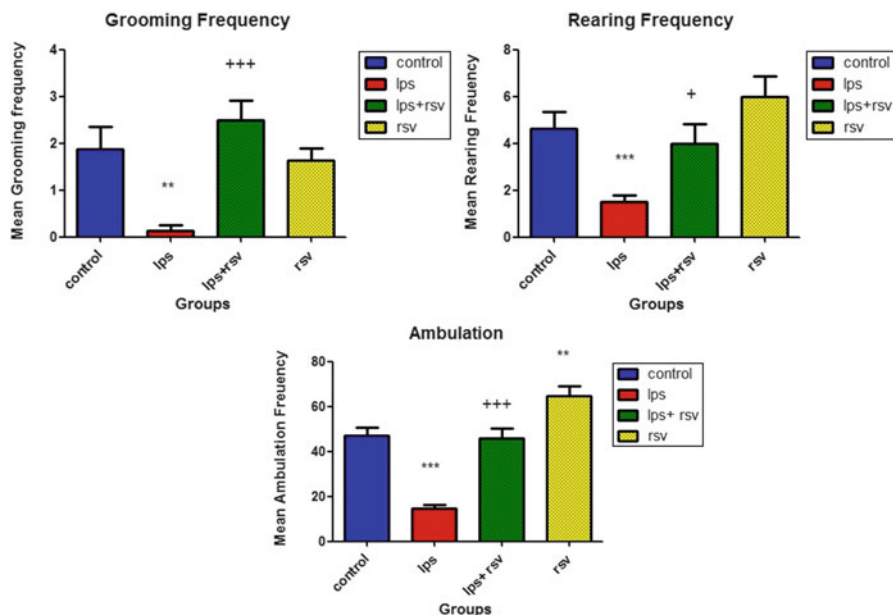 Grooming Frequency
Mean Grooming frequency
4
3
2
1
0
**
+++
control
lps
lps+rsv
rsv
Groups
control
lps
lps+rsv
rsv
Rearing Frequency
Mean Rearing Freuency
8
6
4
2
0
***
+
control
lps
lps+rsv
rsv
Groups
control
lps
lps+rsv
rsv
Ambulation
Mean Ambulation Freuency
80
60
40
20
0
***
+++
**
control
lps
lps+ rsv
rsv
Groups
control
lps
lps+ rsv
rsv